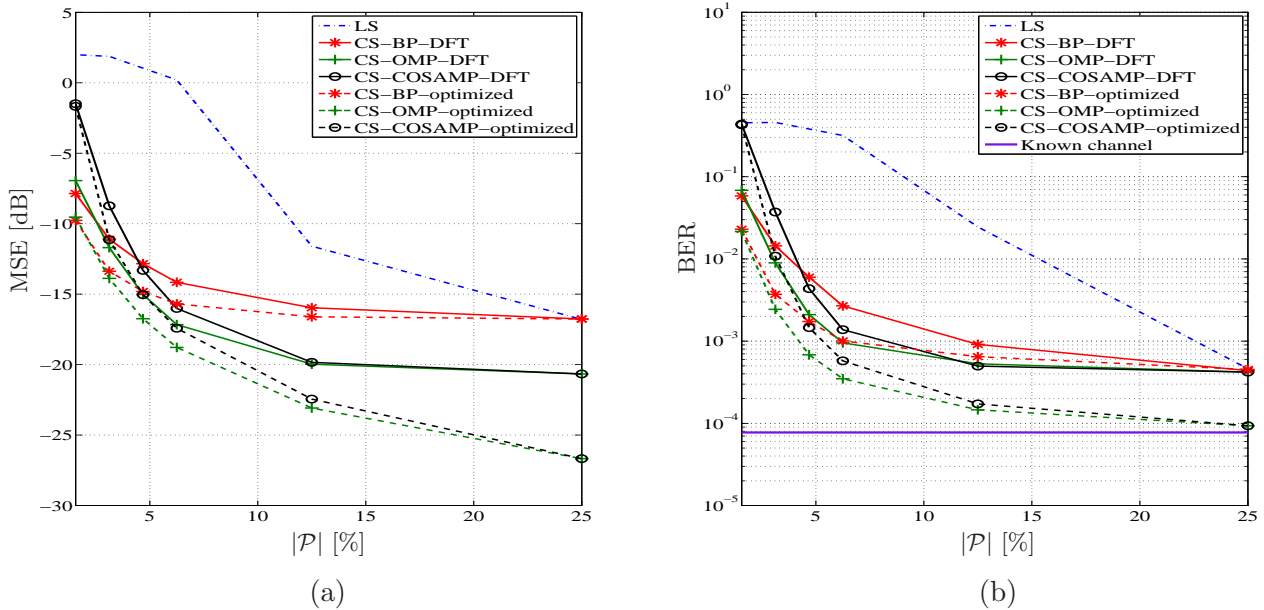 5
0
−5
−10
−15
−20
−25
−30
5
10
15
20
25
MSE [dB]
|𝒫| [%]
LS
CS−BP−DFT
CS−OMP−DFT
CS−COSAMP−DFT
CS−BP−optimized
CS−OMP−optimized
CS−COSAMP−optimized
(a)
10^1
10^0
10^−1
10^−2
10^−3
10^−4
10^−5
5
10
15
20
25
BER
|𝒫| [%]
LS
CS−BP−DFT
CS−OMP−DFT
CS−COSAMP−DFT
CS−BP−optimized
CS−OMP−optimized
CS−COSAMP−optimized
Known channel
(b)